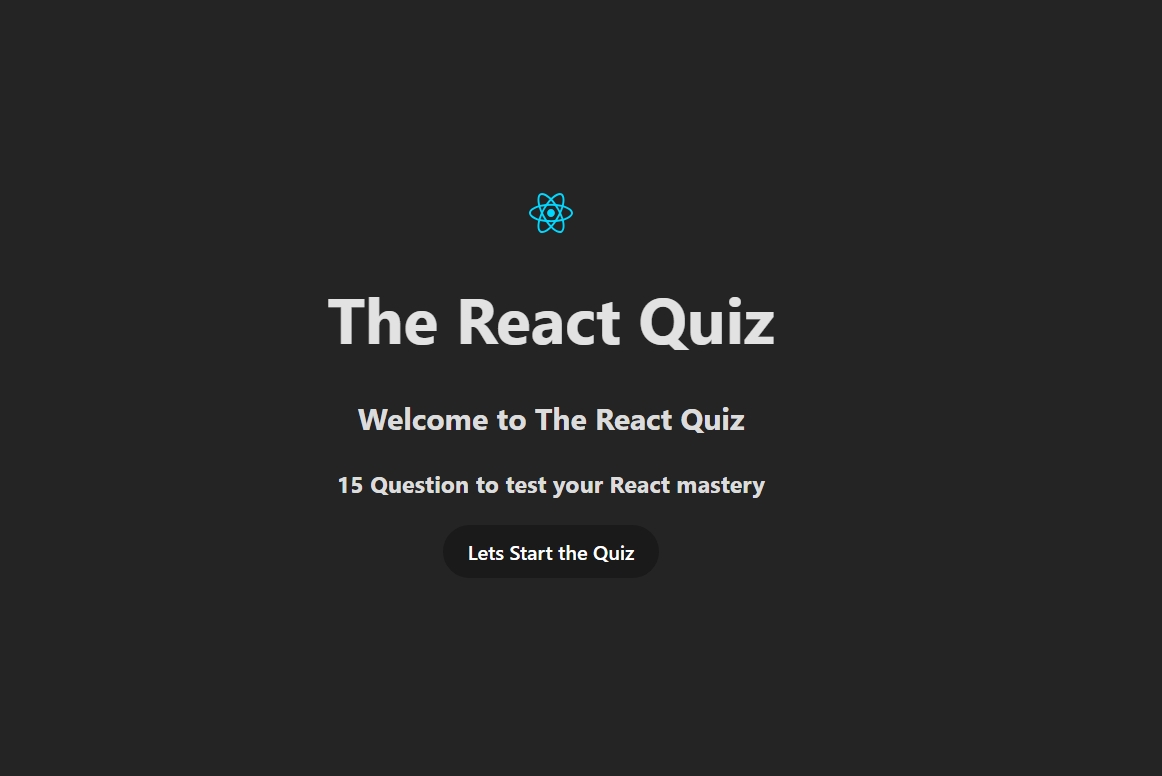 The React Quiz
Welcome to The React Quiz
15 Question to test your React mastery
Lets Start the Quiz